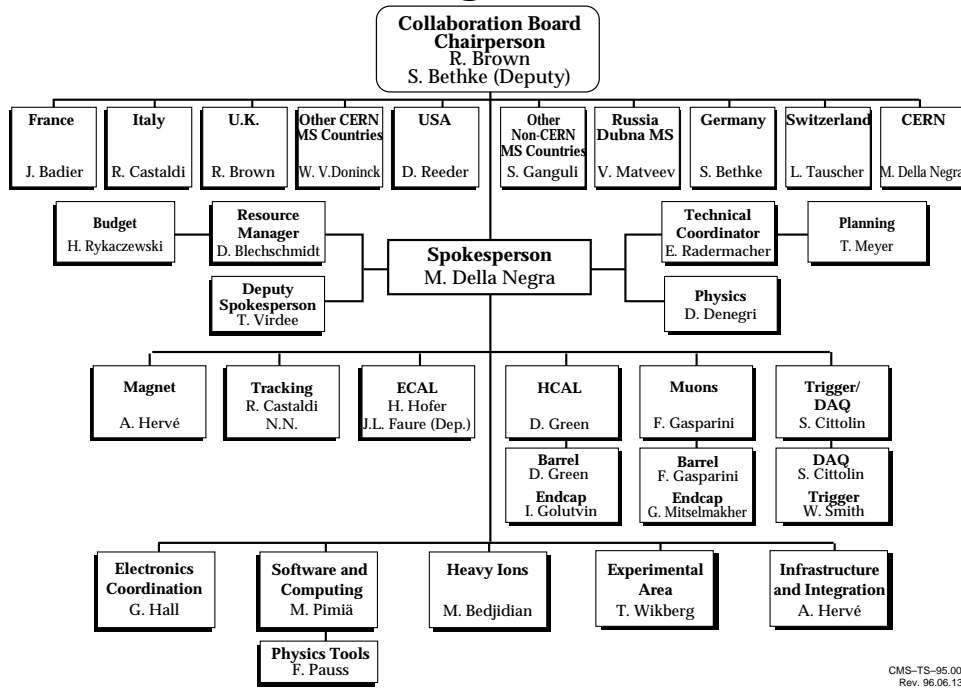 Collaboration Board
Chairperson
R. Brown
S. Bethke (Deputy)
France
J. Badier
Italy
R. Castaldi
U.K.
R. Brown
Other CERN
MS Countries
W. V.Doninck
USA
D. Reeder
Other
Non-CERN
MS Countries
S. Ganguli
Russia
Dubna MS
V. Matveev
Germany
S. Bethke
Switzerland
L. Tauscher
CERN
M. Della Negra
Budget
H. Rykaczewski
Resource
Manager
D. Blechschmidt
Technical
Coordinator
E. Radermacher
Planning
T. Meyer
Spokesperson
M. Della Negra
Deputy
Spokesperson
T. Virdee
Physics
D. Denegri
Magnet
A. Hervé
Tracking
R. Castaldi
N.N.
ECAL
H. Hofer
J.L. Faure (Dep.)
HCAL
D. Green
Muons
F. Gasparini
Trigger/
DAQ
S. Cittolin
Barrel
D. Green
Endcap
I. Golutvin
Barrel
F. Gasparini
Endcap
G. Mitselmakher
DAQ
S. Cittolin
Trigger
W. Smith
Electronics
Coordination
G. Hall
Software and
Computing
M. Pimiä
Heavy Ions
M. Bedjidian
Experimental
Area
T. Wikberg
Infrastructure
and Integration
A. Hervé
Physics Tools
F. Pauss
CMS–TS–95.00
Rev. 96.06.13